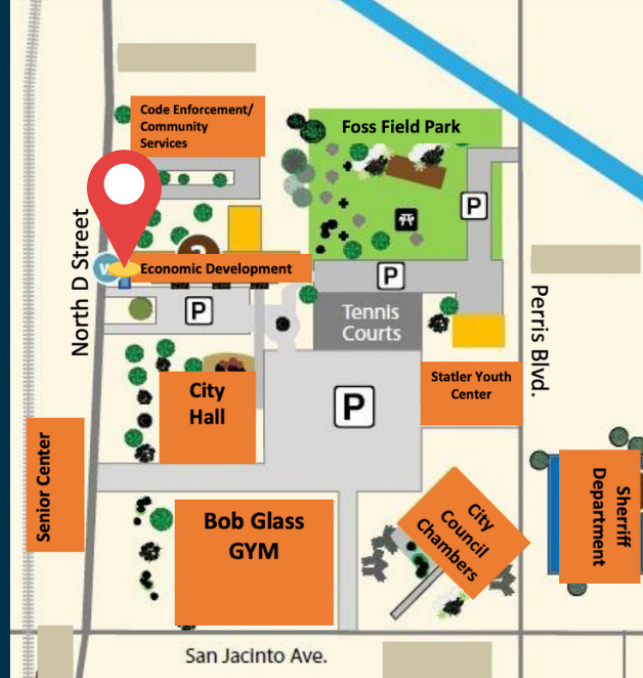 Code Enforcement/
Community
Services
Foss Field Park
P
North D Street
Economic Development
P
P
Tennis
Courts
Perris Blvd.
City
Hall
P
Statler Youth
Center
Senior Center
Bob Glass
GYM
City
Council
Chambers
Sherriff
Department
San Jacinto Ave.